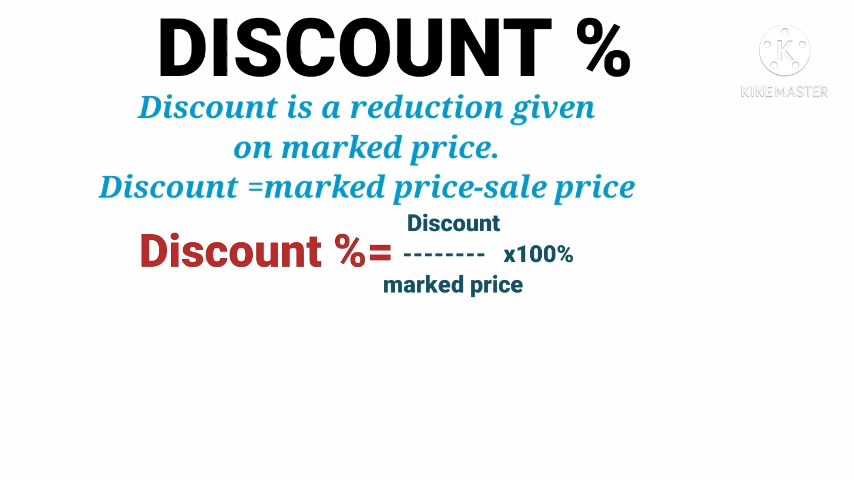 DISCOUNT %
KINEMASTER
Discount is a reduction given
on marked price.
Discount =marked price-sale price
Discount
Discount %= -------- x100%
marked price